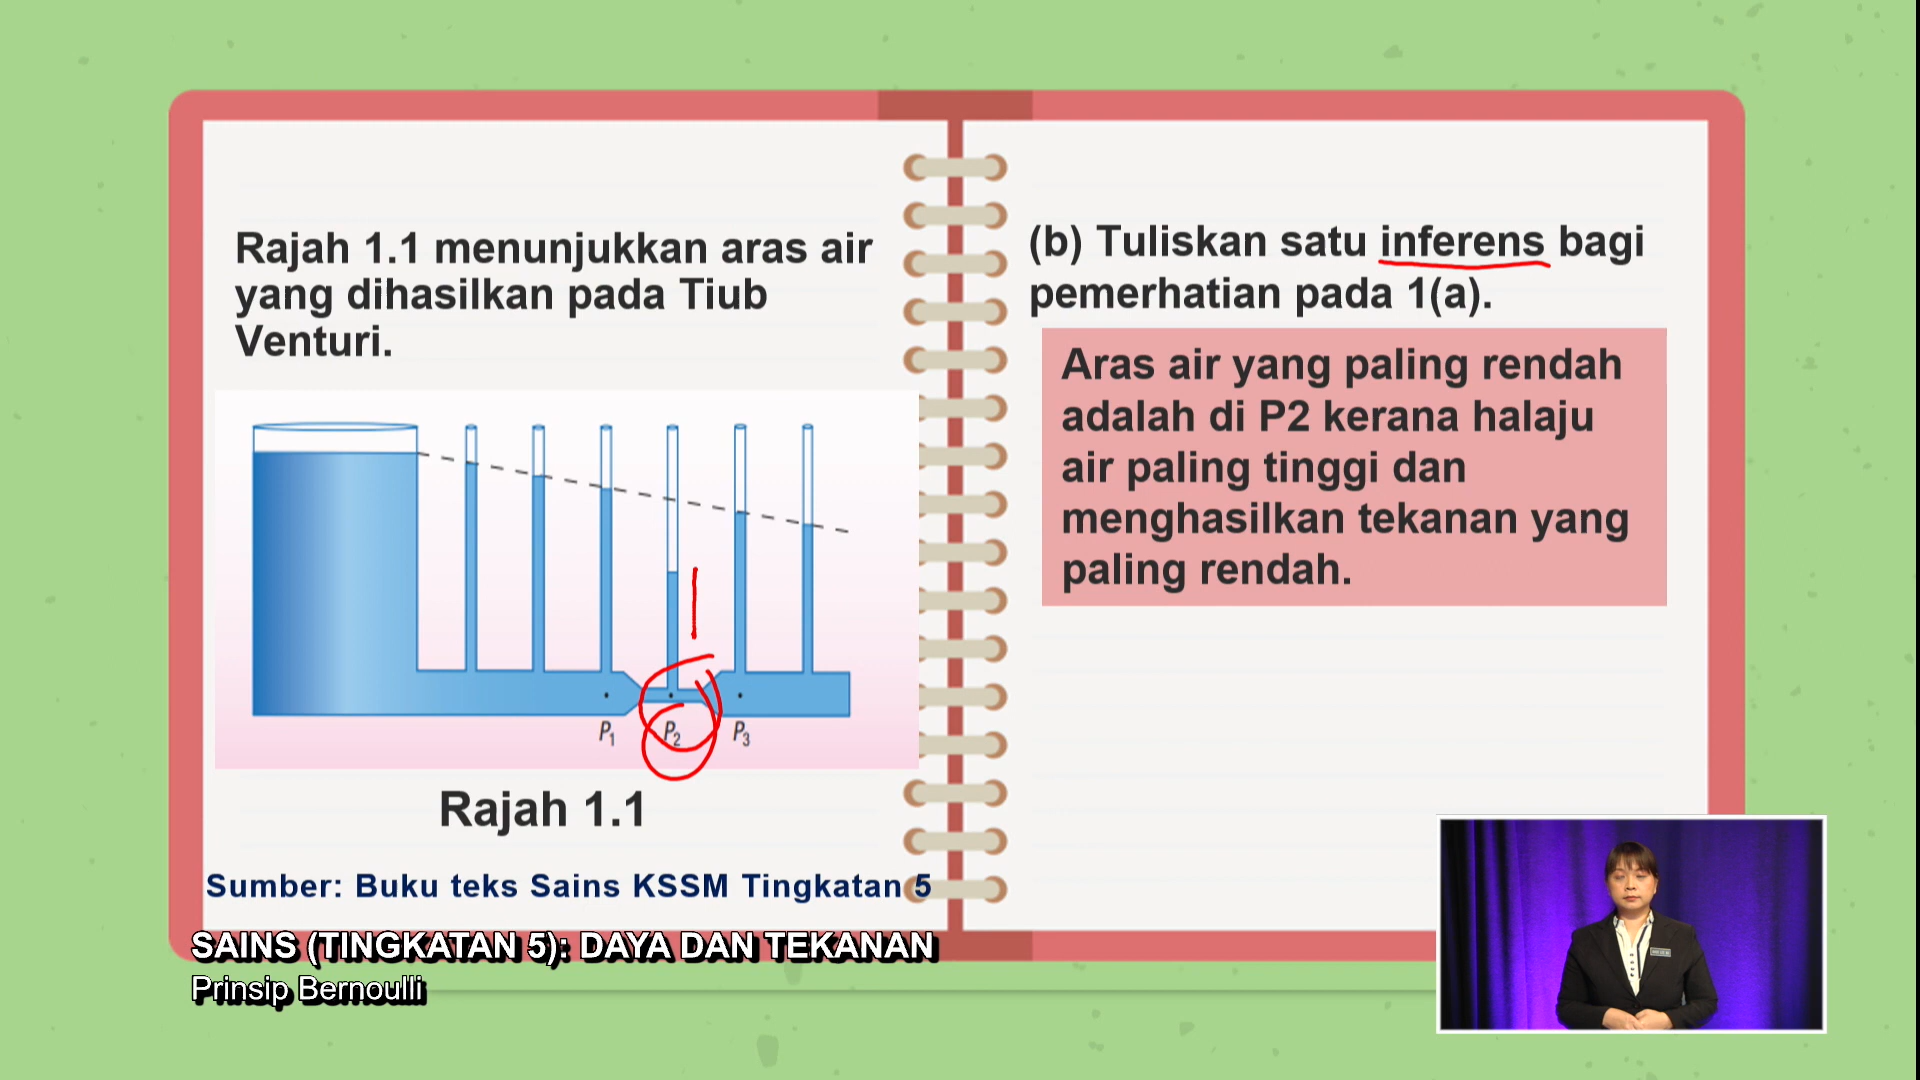 Rajah 1.1 menunjukkan aras air
yang dihasilkan pada Tiub
Venturi.
P1
P2
P3
Rajah 1.1
Sumber: Buku teks Sains KSSM Tingkatan 5
(b) Tuliskan satu inferens bagi
pemerhatian pada 1(a).
Aras air yang paling rendah
adalah di P2 kerana halaju
air paling tinggi dan
menghasilkan tekanan yang
paling rendah.
SAINS (TINGKATAN 5): DAYA DAN TEKANAN
Prinsip Bernoulli